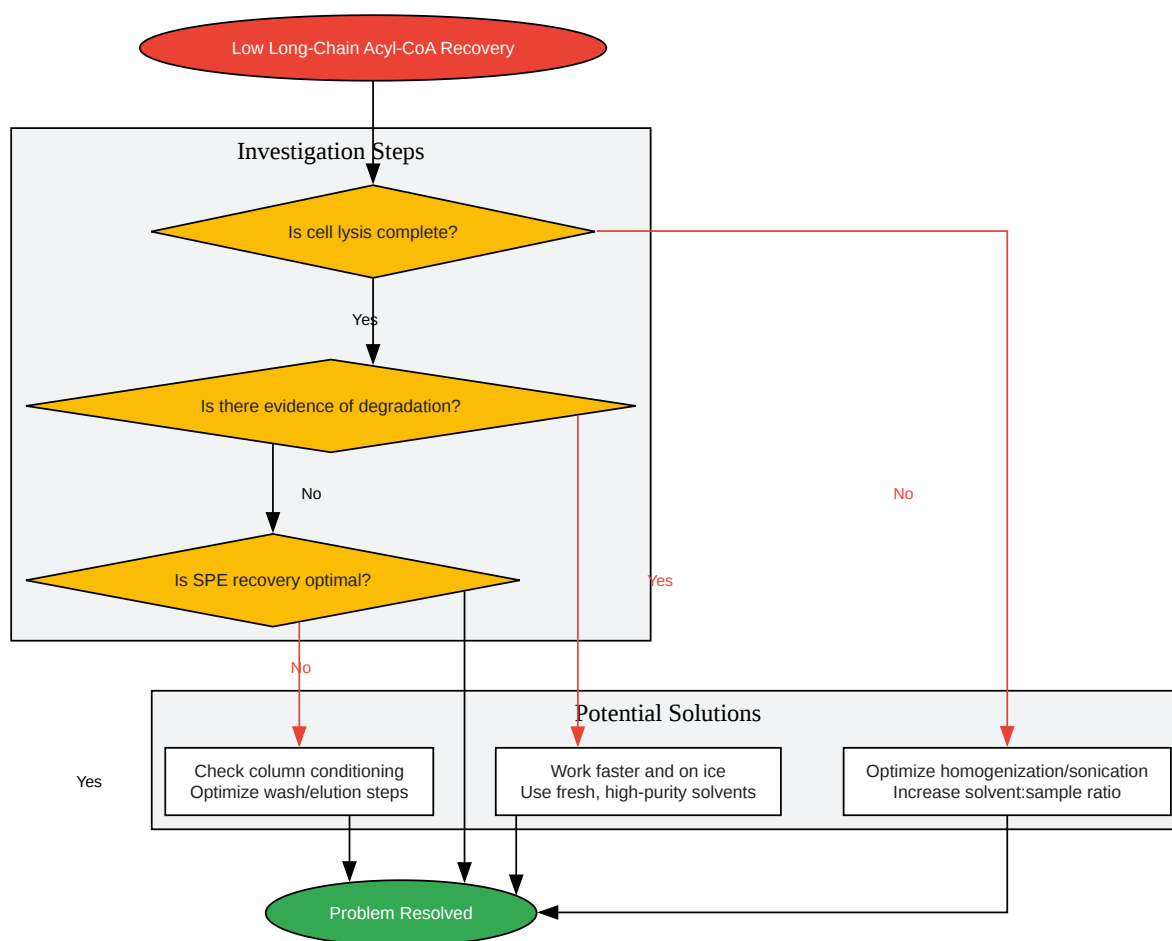 Low Long-Chain Acyl-CoA Recovery
Investigation Steps
Is cell lysis complete?
Yes
Is there evidence of degradation?
No
No
Is SPE recovery optimal?
Yes
No
Potential Solutions
Check column conditioning
Optimize wash/elution steps
Work faster and on ice
Use fresh, high-purity solvents
Optimize homogenization/sonication
Increase solvent:sample ratio
Yes
Problem Resolved